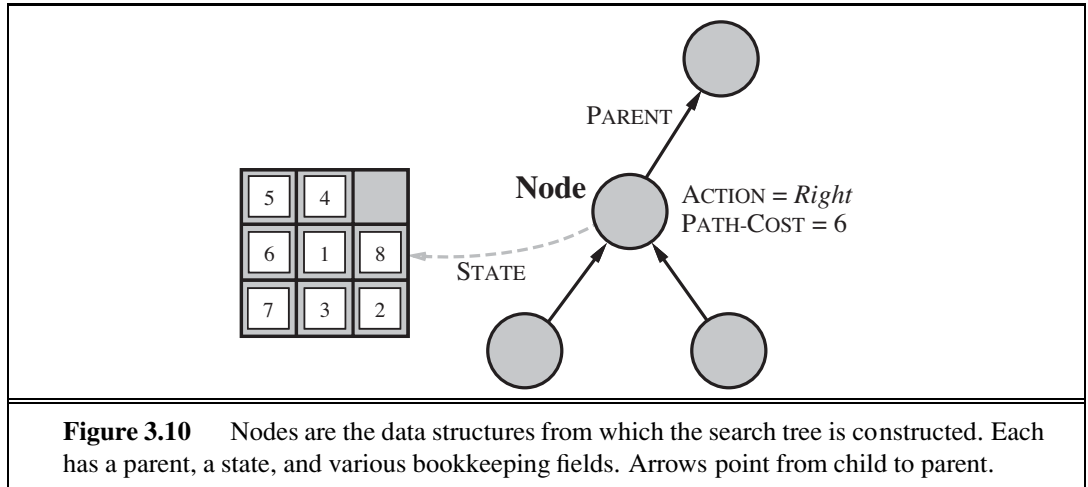 PARENT
Node
ACTION = Right
PATH-COST = 6
5 4
6 1 8
STATE
7 3 2
Figure 3.10 Nodes are the data structures from which the search tree is constructed. Each
has a parent, a state, and various bookkeeping fields. Arrows point from child to parent.